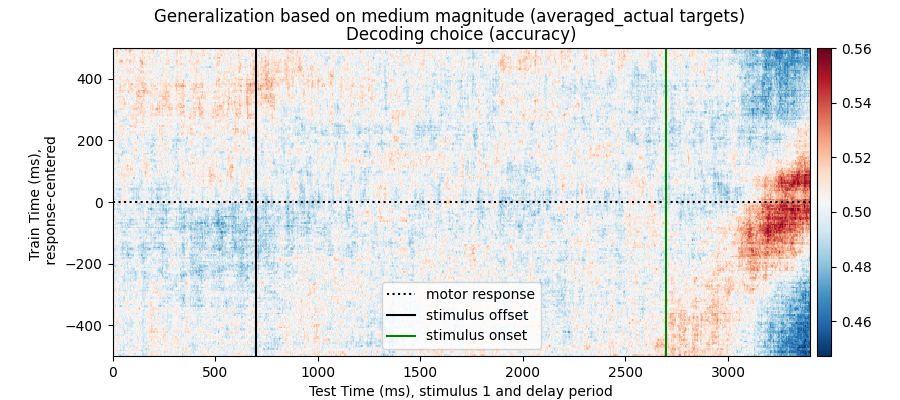 Generalization based on medium magnitude (averaged_actual targets)
Decoding choice (accuracy)
Train Time (ms),
response-centered
400
200
0
−200
−400
motor response
stimulus offset
stimulus onset
0.56
0.54
0.52
0.50
0.48
0.46
0
500
1000
1500
2000
2500
3000
Test Time (ms), stimulus 1 and delay period